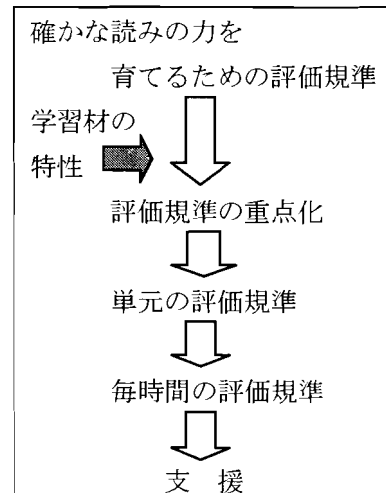 確かな読みの力を
育てるための評価規準
学習材の
特性
評価規準の重点化
単元の評価規準
毎時間の評価規準
支 援